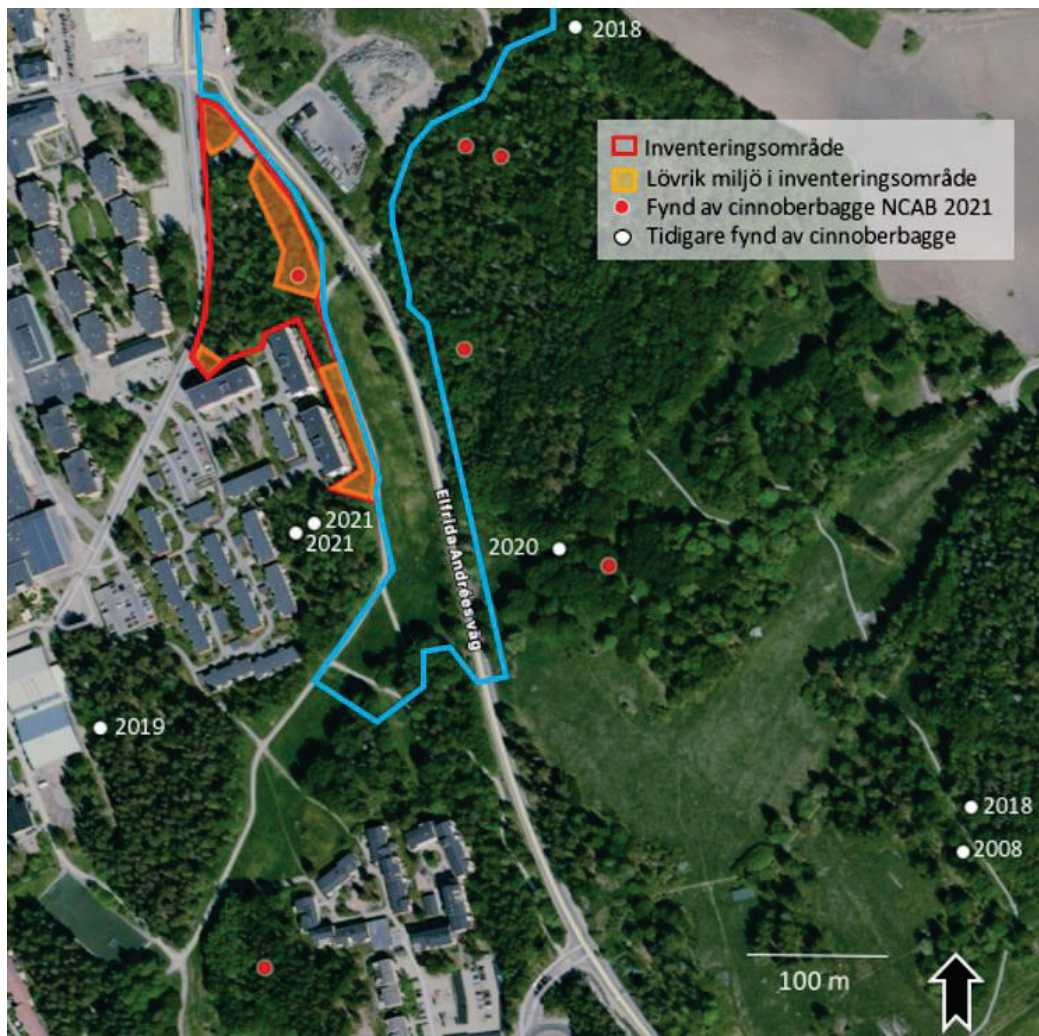 2018
Inventeringsområde
Lövrik miljö i inventeringsområde
Fynd av cinnoberbagge NCAB 2021
Tidigare fynd av cinnoberbagge
2021
2021
2020
Elfrida Andrées väg
2019
2018
2008
100 m